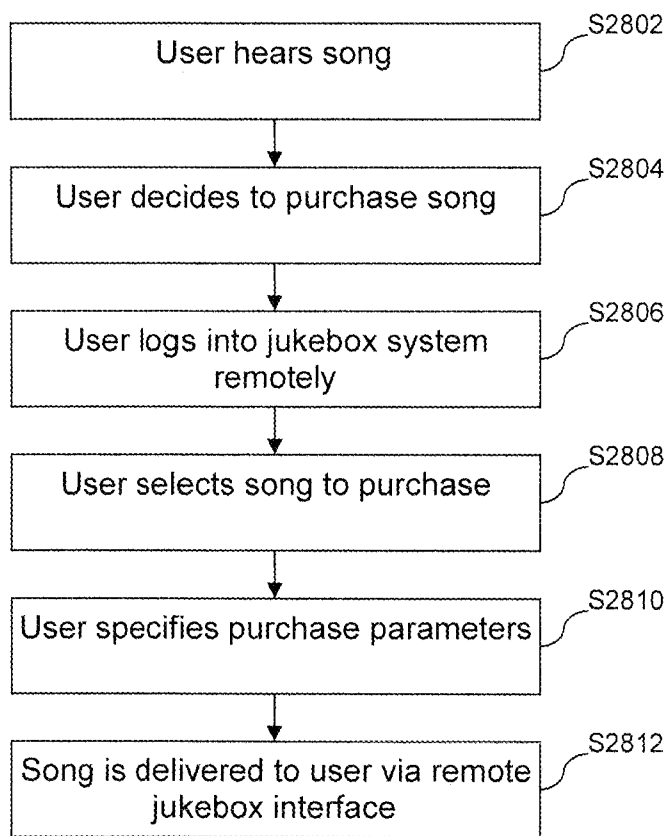 S2802
User hears song
S2804
User decides to purchase song
S2806
User logs into jukebox system
remotely
S2808
User selects song to purchase
S2810
User specifies purchase parameters
S2812
Song is delivered to user via remote
jukebox interface